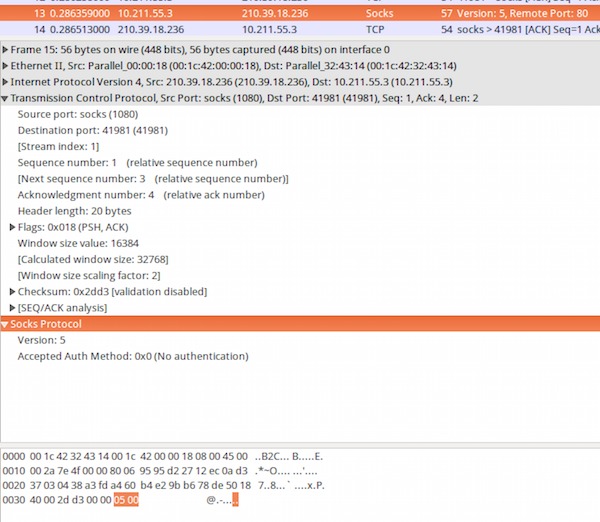 13 0.286359000 10.211.55.3 210.39.18.236 Socks 57 Version: 5, Remote Port: 80
14 0.286513000 10.211.55.3 210.39.18.236 TCP 54 socks > 41981 [ACK] Seq=1 Ack
Frame 15: 56 bytes on wire (448 bits), 56 bytes captured (448 bits) on interface 0
Ethernet II, Src: Parallel_00:00:18 (00:1c:42:00:00:18), Dst: Parallel_32:43:14 (00:1c:42:32:43:14)
Internet Protocol Version 4, Src: 210.39.18.236 (210.39.18.236), Dst: 10.211.55.3 (10.211.55.3)
Transmission Control Protocol, Src Port: socks (1080), Dst Port: 41981 (41981), Seq: 1, Ack: 4, Len: 2
Source port: socks (1080)
Destination port: 41981 (41981)
[Stream index: 1]
Sequence number: 1 (relative sequence number)
[Next sequence number: 3 (relative sequence number)]
Acknowledgment number: 4 (relative ack number)
Header length: 20 bytes
Flags: 0x018 (PSH, ACK)
Window size value: 16384
[Calculated window size: 32768]
[Window size scaling factor: 2]
Checksum: 0x2dd3 [validation disabled]
[SEQ/ACK analysis]
Socks Protocol
Version: 5
Accepted Auth Method: 0x0 (No authentication)
0000 00 1c 42 32 43 14 00 1c 42 00 00 18 08 00 45 00 ..B2C... B.....E.
0010 00 2a 7e 4f 00 00 80 06 95 95 d2 27 12 ec 0a d3 .*~O.... ...'....
0020 37 03 04 38 a3 fd a4 60 b4 e2 9b b6 78 de 50 18 7..8...` ....x.P.
0030 40 00 2d d3 00 00 05 00 @.-.....